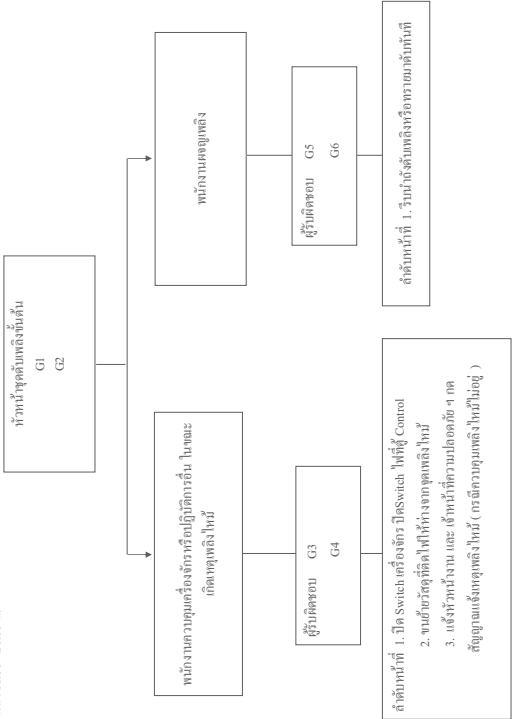 หัวหน้าชุดดับเพลิงขั้นต้น
G1
G2
พนักงานควบคุมเครื่องจักรหรือปฏิบัติการอื่น ในขณะ
เกิดเหตุเพลิงไหม้
ผู้รับผิดชอบ G3
G4
ลำดับหน้าที่ 1. ปิด Switch เครื่องจักร ปิดSwitch ไฟที่ตู้ Control
2. ขนย้ายวัสดุที่ติดไฟให้ห่างจากจุดเพลิงไหม้
3. แจ้งหัวหน้างาน และ เจ้าหน้าที่ความปลอดภัย ฯ กด
สัญญาณแจ้งเหตุเพลิงไหม้ ( กรณีควบคุมเพลิงไหม้ไม่อยู่ )
พนักงานผจญเพลิง
ผู้รับผิดชอบ G5
G6
ลำดับหน้าที่ 1. รีบนำถังดับเพลิงหรือทรายมาดับทันที